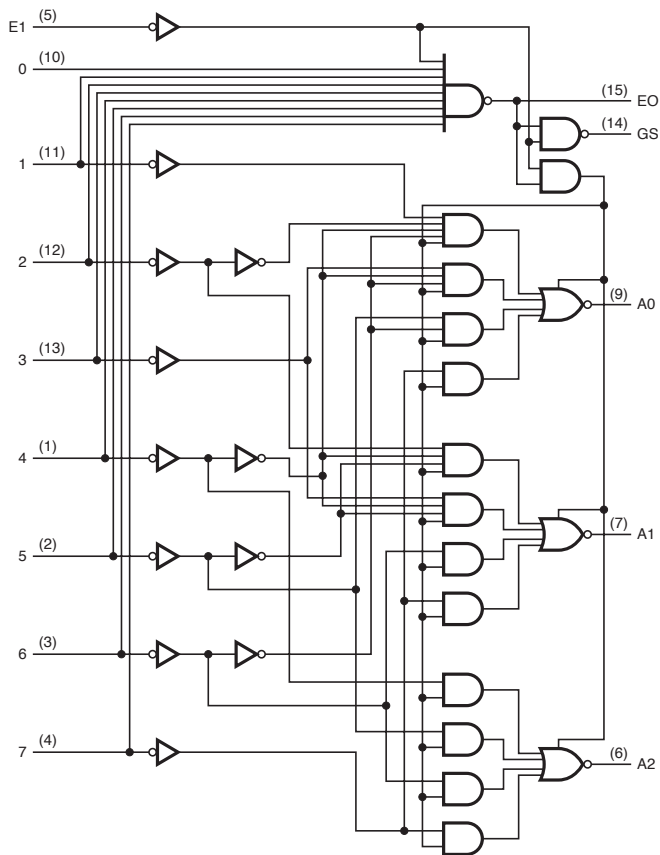 E1 (5)
0 (10)
(15) EO
(14) GS
1 (11)
2 (12)
(9) A0
3 (13)
4 (1)
(7) A1
5 (2)
6 (3)
7 (4)
(6) A2